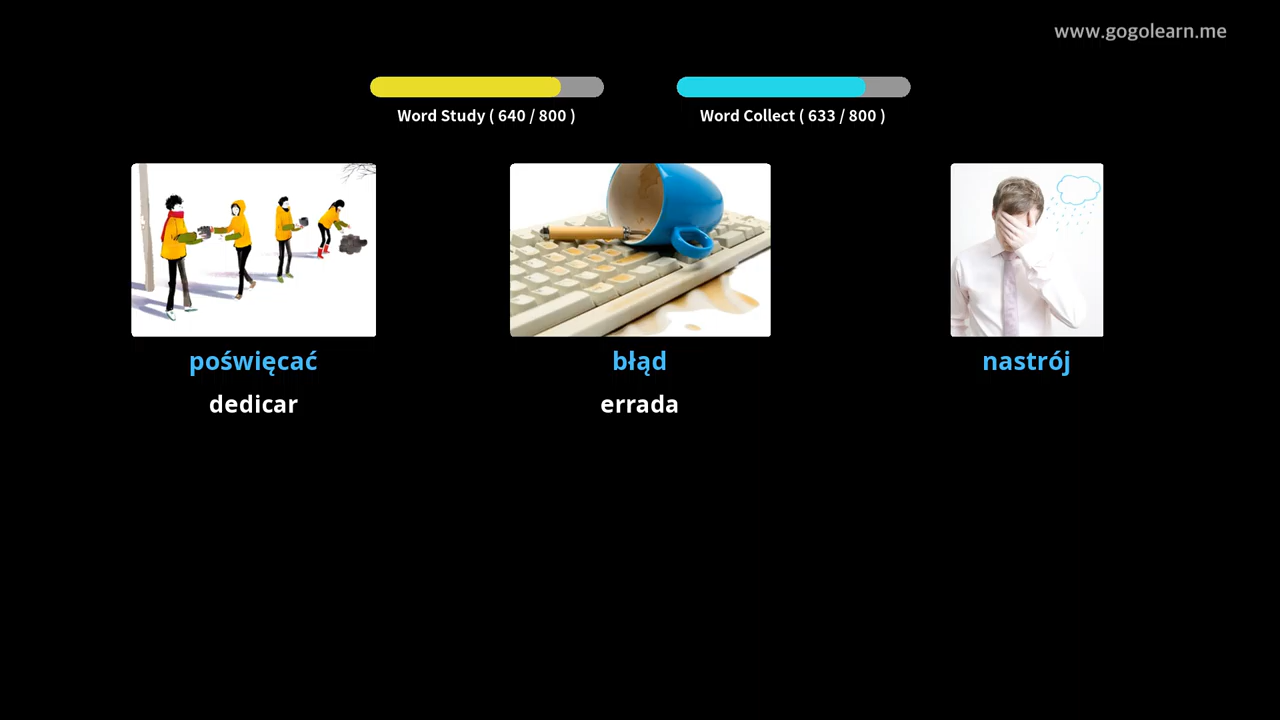 www.gogolearn.me
Word Study ( 640 / 800 )
Word Collect ( 633 / 800 )
poświęcać
błąd
nastrój
dedicar
errada